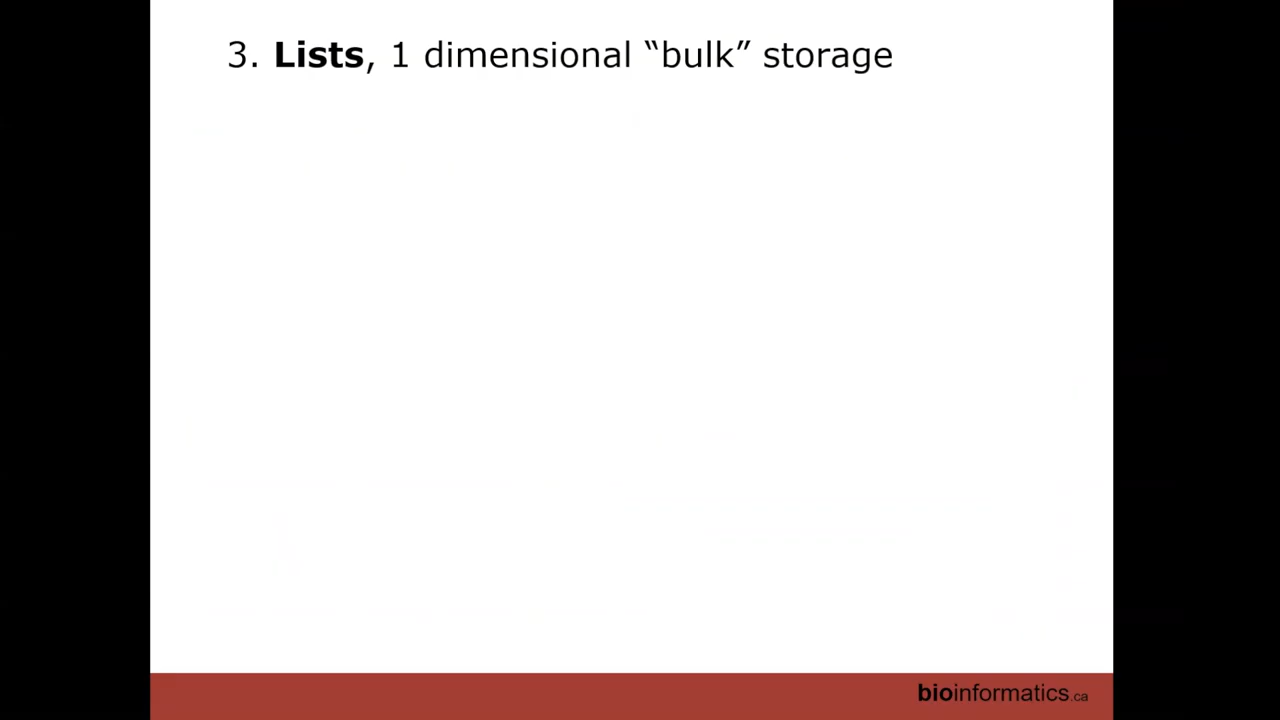 3. Lists, 1 dimensional “bulk” storage
bioinformatics.ca